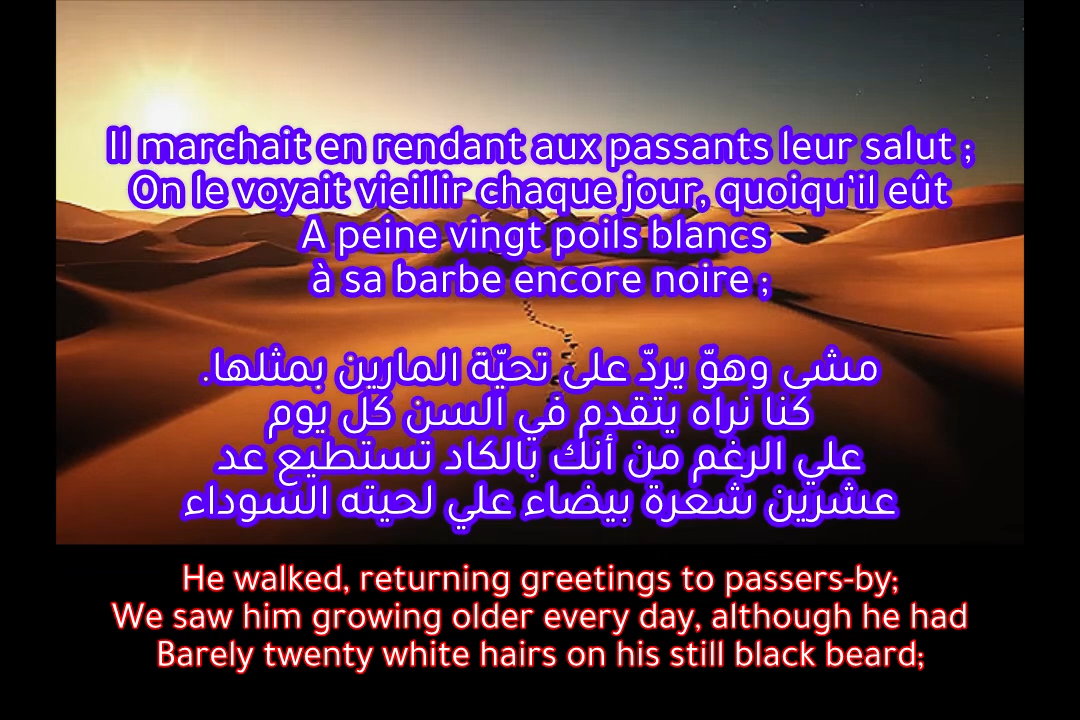 Il marchait en rendant aux passants leur salut ;
On le voyait vieillir chaque jour, quoiqu'il eût
A peine vingt poils blancs
à sa barbe encore noire ;
مشى وهوّ يردّ على تحيّة المارين بمثلها.
كنا نراه يتقدم في السن كل يوم
علي الرغم من أنك بالكاد تستطيع عد
عشرين شعرة بيضاء علي لحيته السوداء
He walked, returning greetings to passers-by;
We saw him growing older every day, although he had
Barely twenty white hairs on his still black beard;